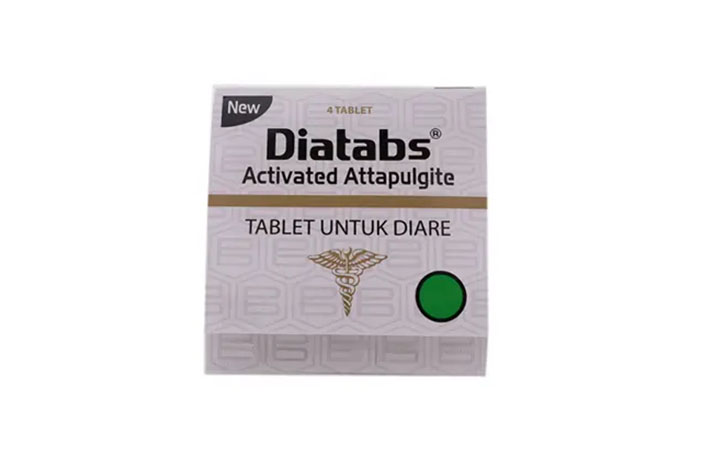 New
4 TABLET
Diatabs®
Activated Attapulgite
TABLET UNTUK DIARE